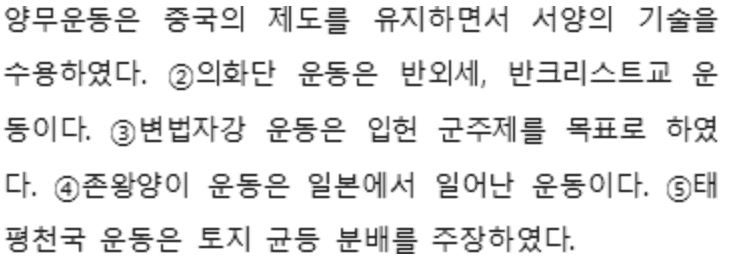 양무운동은 중국의 제도를 유지하면서 서양의 기술을
수용하였다. ②의화단 운동은 반외세, 반크리스트교 운
동이다. ③변법자강 운동은 입헌 군주제를 목표로 하였
다. ④존왕양이 운동은 일본에서 일어난 운동이다. ⑤태
평천국 운동은 토지 균등 분배를 주장하였다.